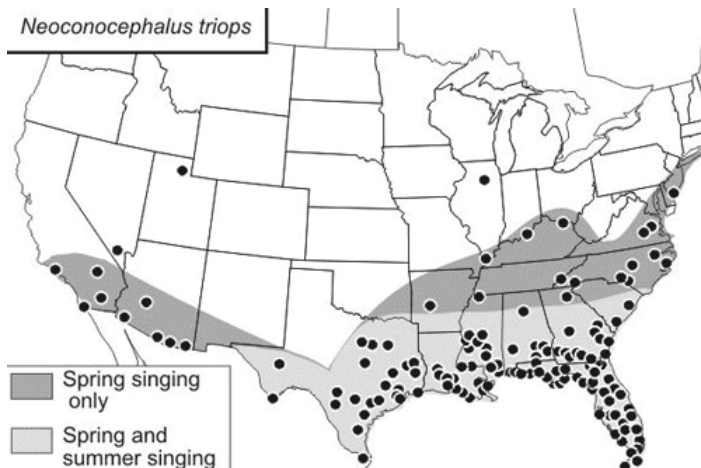 Neoconocephalus triops
Spring singing
only
Spring and
summer singing